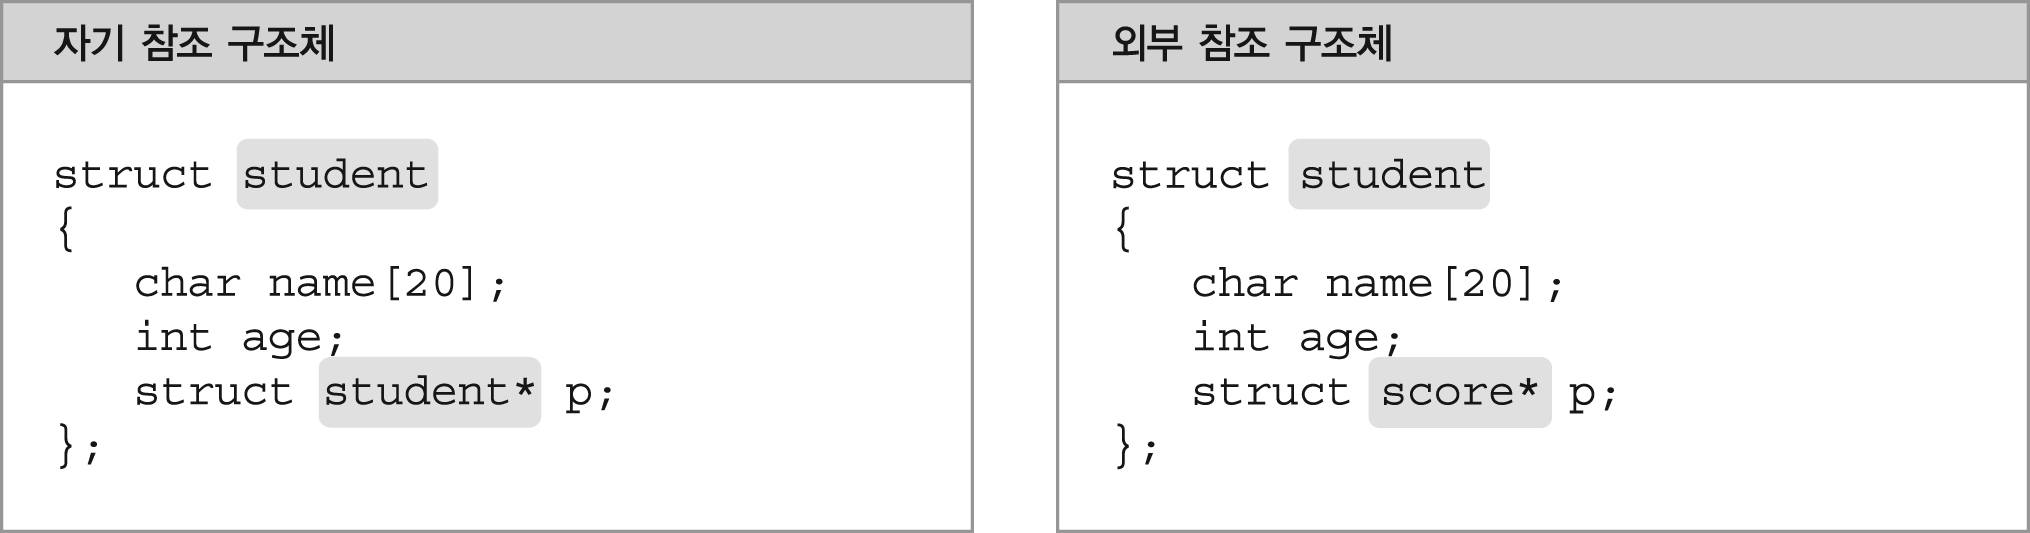 자기 참조 구조체
struct student
{
char name[20];
int age;
struct student* p;
};
외부 참조 구조체
struct student
{
char name[20];
int age;
struct score* p;
};